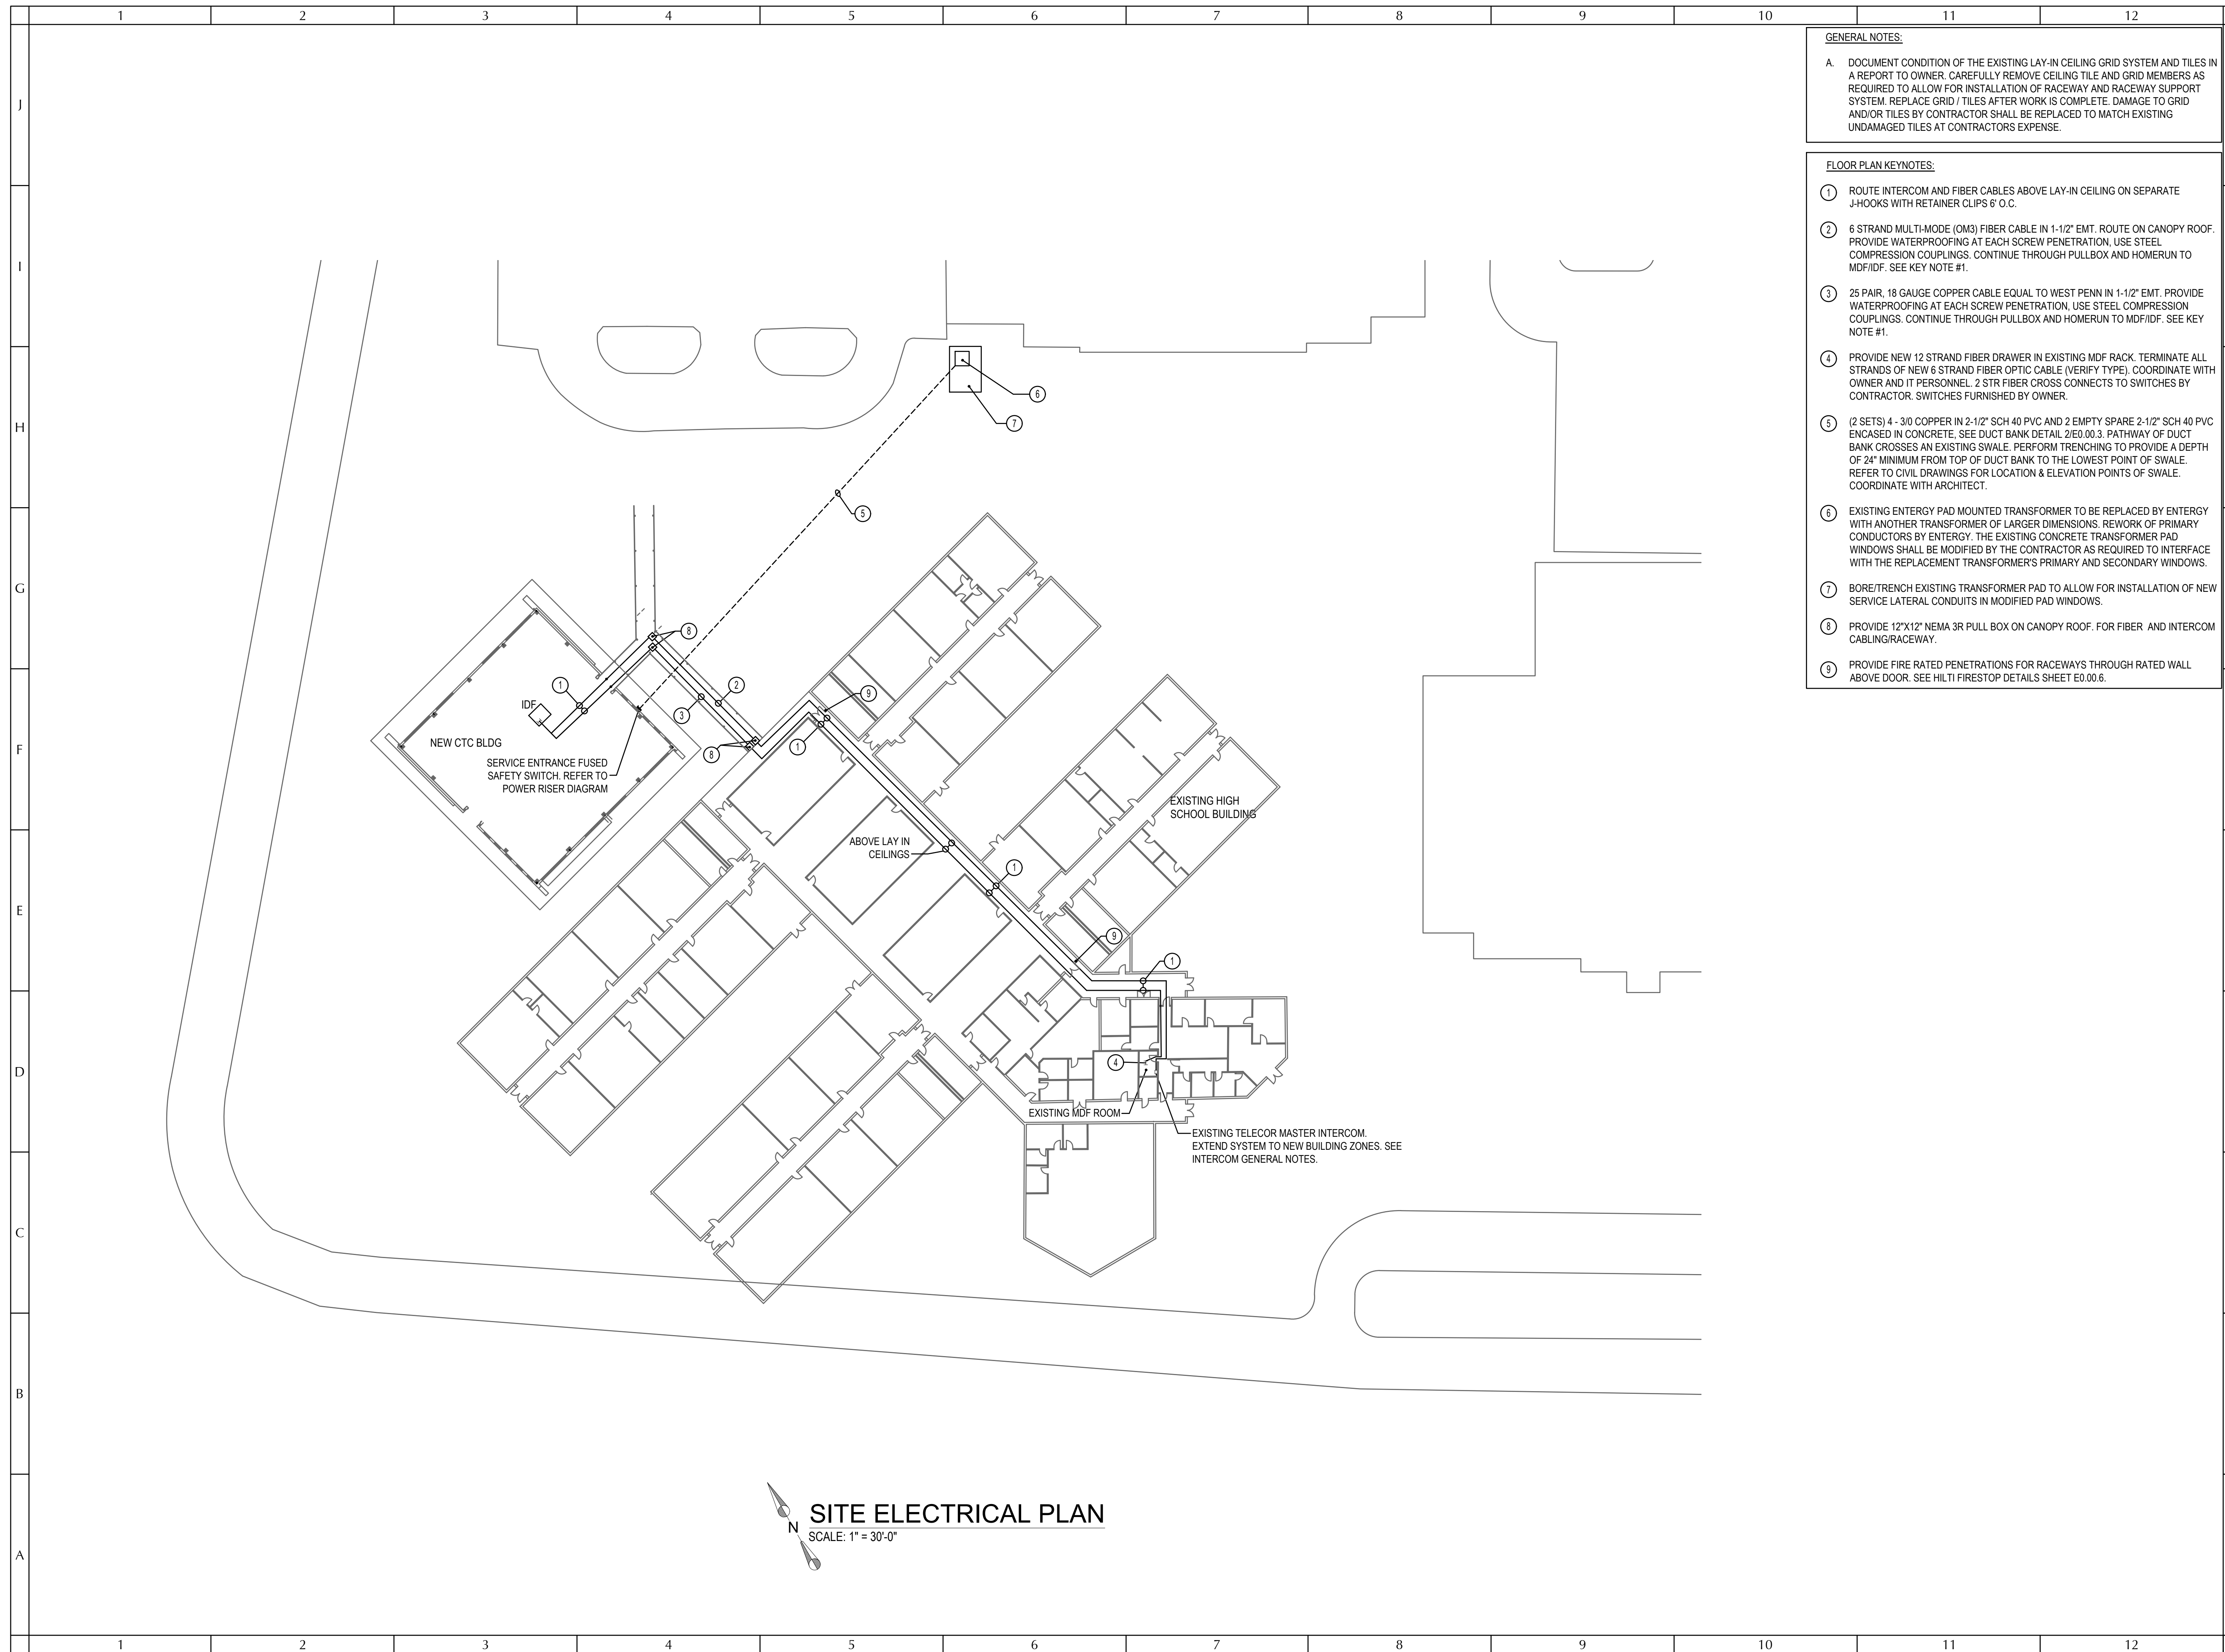 1 2 3 4 5 6 7 8 9 10 11 12
J
I
H
G
F
E
D
C
B
A
GENERAL NOTES:
A. DOCUMENT CONDITION OF THE EXISTING LAY-IN CEILING GRID SYSTEM AND TILES IN
A REPORT TO OWNER. CAREFULLY REMOVE CEILING TILE AND GRID MEMBERS AS
REQUIRED TO ALLOW FOR INSTALLATION OF RACEWAY AND RACEWAY SUPPORT
SYSTEM. REPLACE GRID / TILES AFTER WORK IS COMPLETE. DAMAGE TO GRID
AND/OR TILES BY CONTRACTOR SHALL BE REPLACED TO MATCH EXISTING
UNDAMAGED TILES AT CONTRACTORS EXPENSE.
FLOOR PLAN KEYNOTES:
1 ROUTE INTERCOM AND FIBER CABLES ABOVE LAY-IN CEILING ON SEPARATE
J-HOOKS WITH RETAINER CLIPS 6' O.C.
2 6 STRAND MULTI-MODE (OM3) FIBER CABLE IN 1-1/2" EMT. ROUTE ON CANOPY ROOF.
PROVIDE WATERPROOFING AT EACH SCREW PENETRATION, USE STEEL
COMPRESSION COUPLINGS. CONTINUE THROUGH PULLBOX AND HOMERUN TO
MDF/IDF. SEE KEY NOTE #1.
3 25 PAIR, 18 GAUGE COPPER CABLE EQUAL TO WEST PENN IN 1-1/2" EMT. PROVIDE
WATERPROOFING AT EACH SCREW PENETRATION, USE STEEL COMPRESSION
COUPLINGS. CONTINUE THROUGH PULLBOX AND HOMERUN TO MDF/IDF. SEE KEY
NOTE #1.
4 PROVIDE NEW 12 STRAND FIBER DRAWER IN EXISTING MDF RACK. TERMINATE ALL
STRANDS OF NEW 6 STRAND FIBER OPTIC CABLE (VERIFY TYPE). COORDINATE WITH
OWNER AND IT PERSONNEL. 2 STR FIBER CROSS CONNECTS TO SWITCHES BY
CONTRACTOR. SWITCHES FURNISHED BY OWNER.
5 (2 SETS) 4 - 3/0 COPPER IN 2-1/2" SCH 40 PVC AND 2 EMPTY SPARE 2-1/2" SCH 40 PVC
ENCASED IN CONCRETE, SEE DUCT BANK DETAIL 2/E0.00.3. PATHWAY OF DUCT
BANK CROSSES AN EXISTING SWALE. PERFORM TRENCHING TO PROVIDE A DEPTH
OF 24" MINIMUM FROM TOP OF DUCT BANK TO THE LOWEST POINT OF SWALE.
REFER TO CIVIL DRAWINGS FOR LOCATION & ELEVATION POINTS OF SWALE.
COORDINATE WITH ARCHITECT.
6 EXISTING ENTERGY PAD MOUNTED TRANSFORMER TO BE REPLACED BY ENTERGY
WITH ANOTHER TRANSFORMER OF LARGER DIMENSIONS. REWORK OF PRIMARY
CONDUCTORS BY ENTERGY. THE EXISTING CONCRETE TRANSFORMER PAD
WINDOWS SHALL BE MODIFIED BY THE CONTRACTOR AS REQUIRED TO INTERFACE
WITH THE REPLACEMENT TRANSFORMER'S PRIMARY AND SECONDARY WINDOWS.
7 BORE/TRENCH EXISTING TRANSFORMER PAD TO ALLOW FOR INSTALLATION OF NEW
SERVICE LATERAL CONDUITS IN MODIFIED PAD WINDOWS.
8 PROVIDE 12"X12" NEMA 3R PULL BOX ON CANOPY ROOF. FOR FIBER AND INTERCOM
CABLING/RACEWAY.
9 PROVIDE FIRE RATED PENETRATIONS FOR RACEWAYS THROUGH RATED WALL
ABOVE DOOR. SEE HILTI FIRESTOP DETAILS SHEET E0.00.6.
6
7
5
8
1
2
9
3
IDF
NEW CTC BLDG
8
1
SERVICE ENTRANCE FUSED
SAFETY SWITCH. REFER TO
POWER RISER DIAGRAM
EXISTING HIGH
SCHOOL BUILDING
ABOVE LAY IN
CEILINGS
1
9
1
4
EXISTING MDF ROOM
EXISTING TELECOR MASTER INTERCOM.
EXTEND SYSTEM TO NEW BUILDING ZONES. SEE
INTERCOM GENERAL NOTES.
N
SITE ELECTRICAL PLAN
SCALE: 1" = 30'-0"
1 2 3 4 5 6 7 8 9 10 11 12